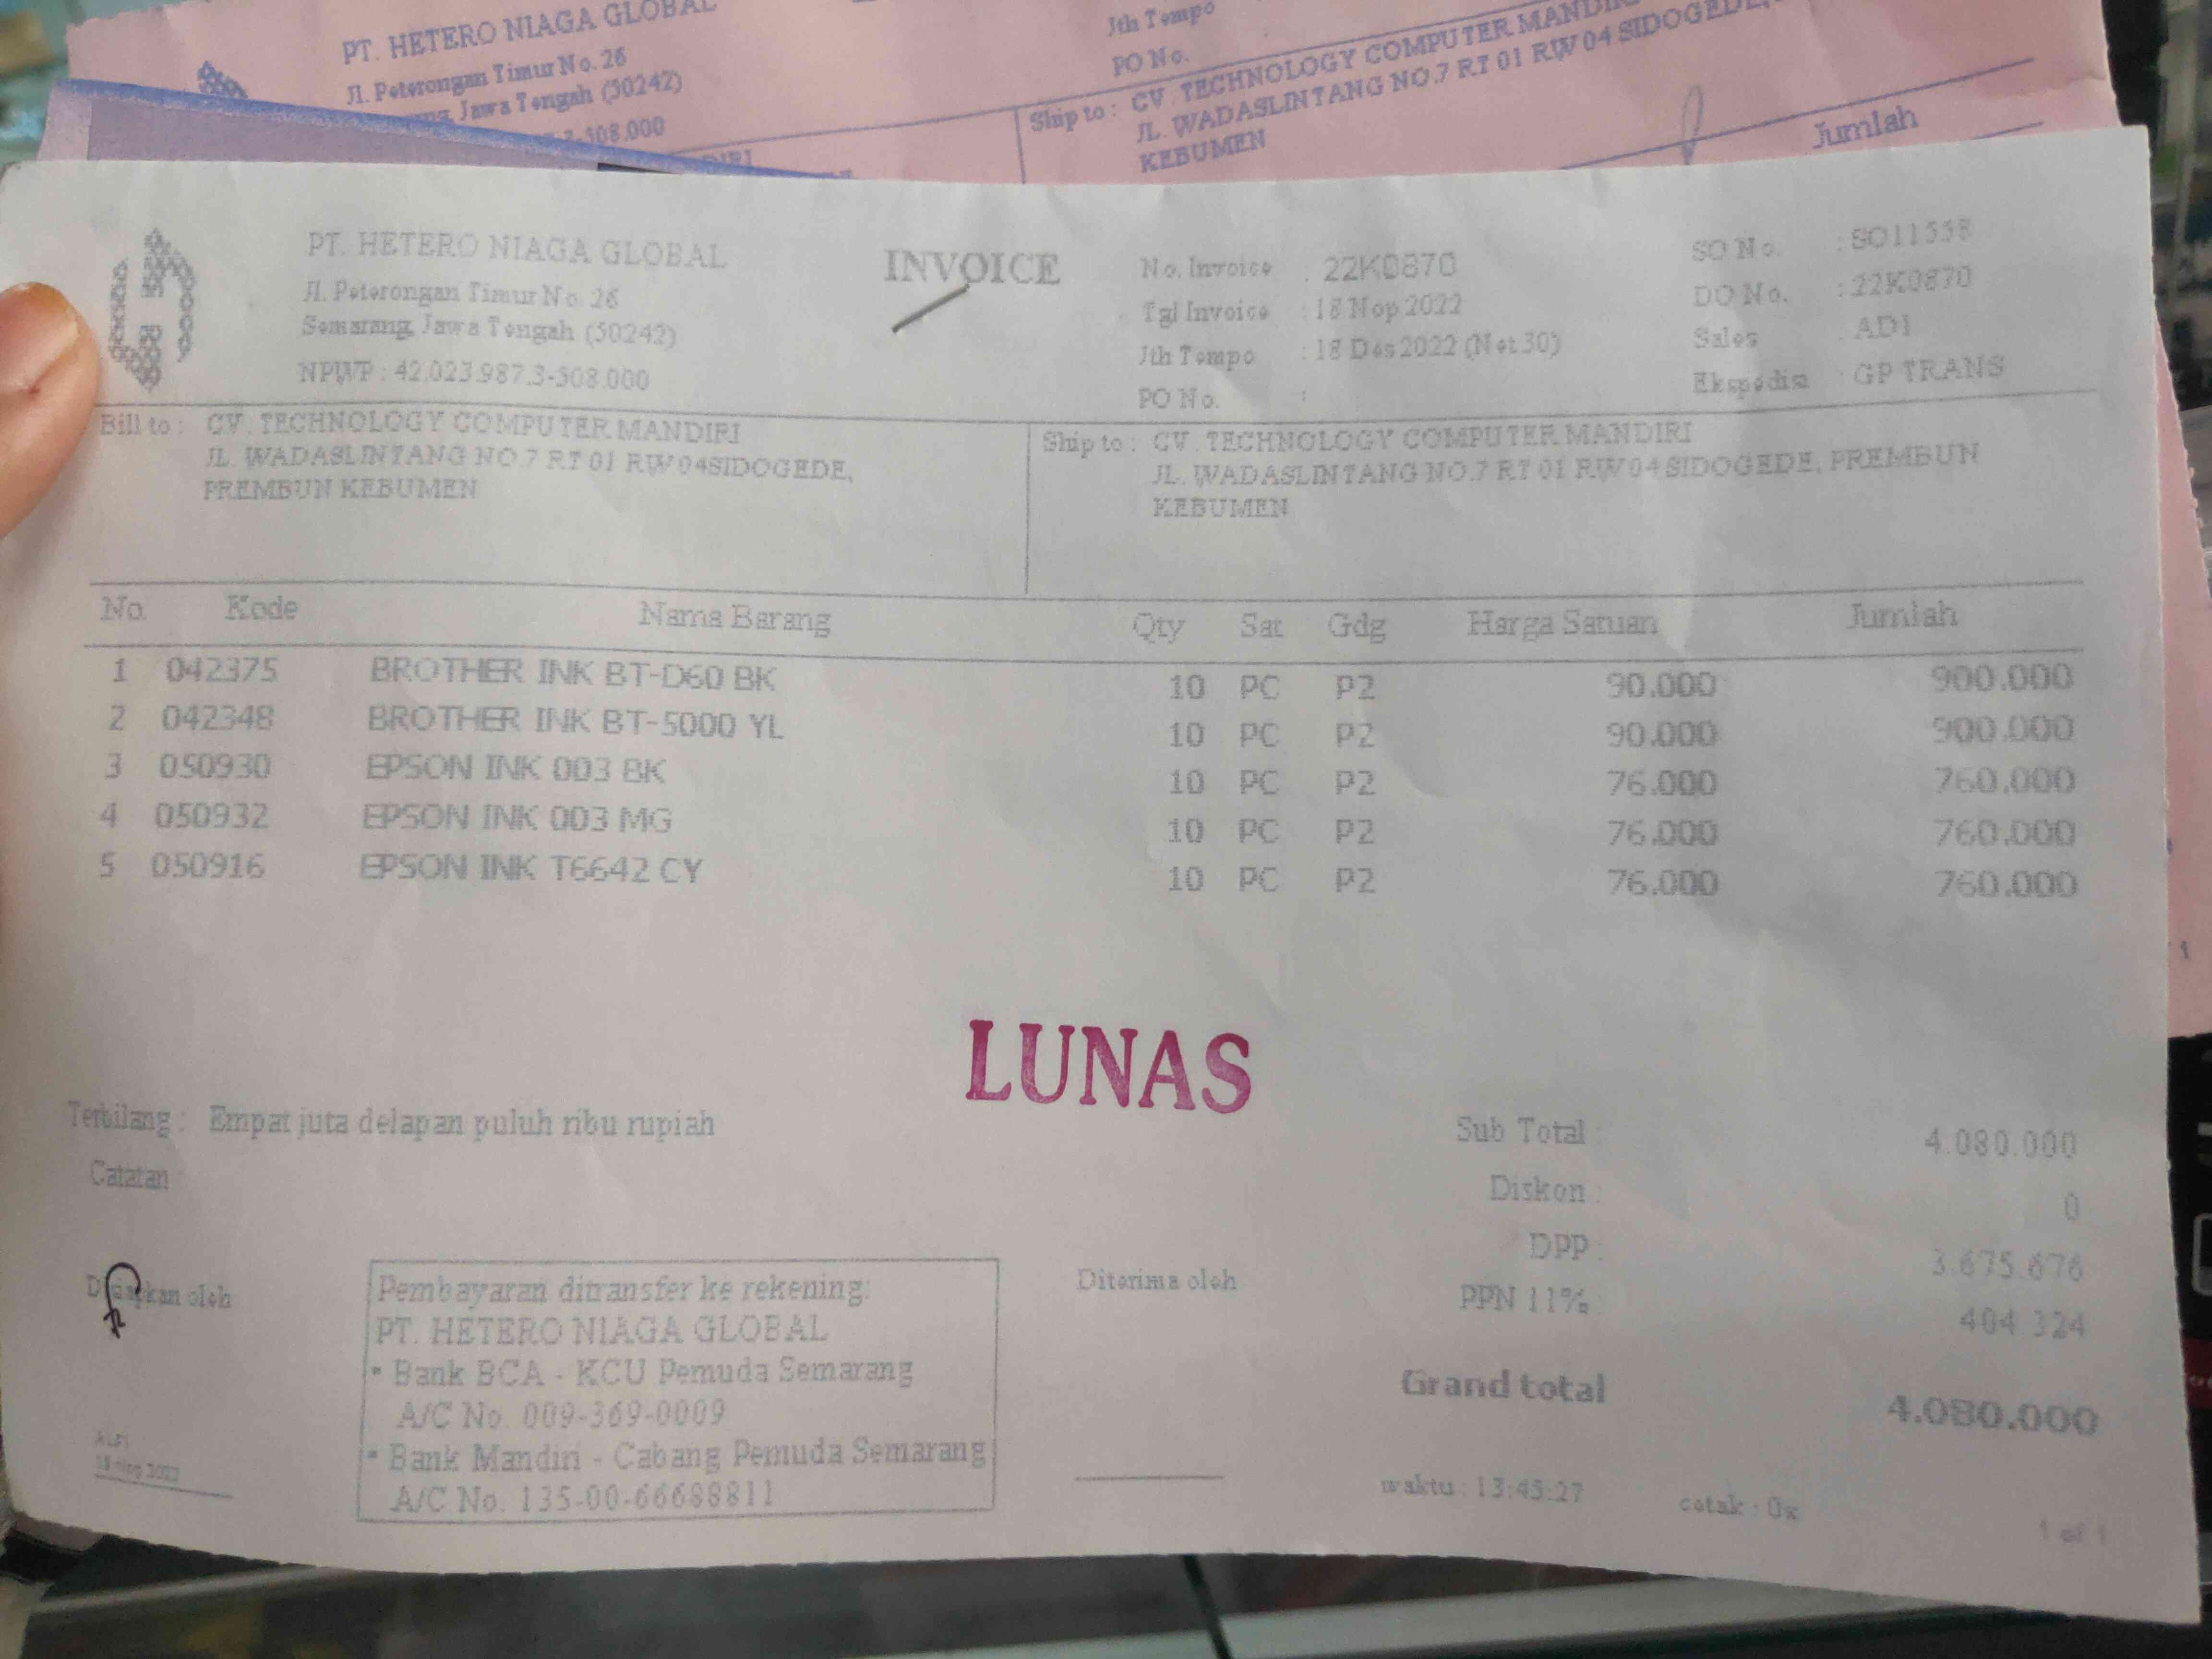 PT. HETERO NIAGA GLOBAL
Jl. Peterongan Timur No. 26
Jawa Tengah (50242)
Jth Tempo
PO No.
Ship to : CV. TECHNOLOGY COMPUTER
JL. WADASLINTANG NO.7 RT 01 RW 04 SIDOGEDE,
KEBUMEN
Jumlah
PT. HETERO NIAGA GLOBAL
Jl. Peterongan Timur No. 26
Semarang, Jawa Tengah (50242)
NPWP : 42.023.987.3-508.000
INVOICE
No. Invoice : 22K0870
Tgl Invoice : 18 Nop 2022
Jth Tempo : 18 Des 2022 (Net 30)
PO No. :
SO No. : SO11558
DO No. : 22K0870
Sales : ADI
Ekspedisi : GP TRANS
Bill to : CV. TECHNOLOGY COMPUTER MANDIRI
JL. WADASLINTANG NO.7 RT 01 RW 04 SIDOGEDE,
PREMBUN KEBUMEN
Ship to : CV. TECHNOLOGY COMPUTER MANDIRI
JL. WADASLINTANG NO.7 RT 01 RW 04 SIDOGEDE, PREMBUN
KEBUMEN
No. Kode Nama Barang Qty Sat Gdg Harga Satuan Jumlah
1 042375 BROTHER INK BT-D60 BK 10 PC P2 90.000 900.000
2 042348 BROTHER INK BT-5000 YL 10 PC P2 90.000 900.000
3 050930 EPSON INK 003 BK 10 PC P2 76.000 760.000
4 050932 EPSON INK 003 MG 10 PC P2 76.000 760.000
5 050916 EPSON INK T6642 CY 10 PC P2 76.000 760.000
LUNAS
Terbilang : Empat juta delapan puluh ribu rupiah
Catatan
Sub Total : 4.080.000
Diskon : 0
DPP : 3.675.676
PPN 11% : 404.324
Grand total 4.080.000
Disiapkan oleh
Pembayaran ditransfer ke rekening:
PT. HETERO NIAGA GLOBAL
• Bank BCA - KCU Pemuda Semarang
A/C No. 009-369-0009
• Bank Mandiri - Cabang Pemuda Semarang
A/C No. 135-00-66688811
Diterima oleh
18 Nop 2022
waktu : 13:45:27
cetak : 0x
1 of 1